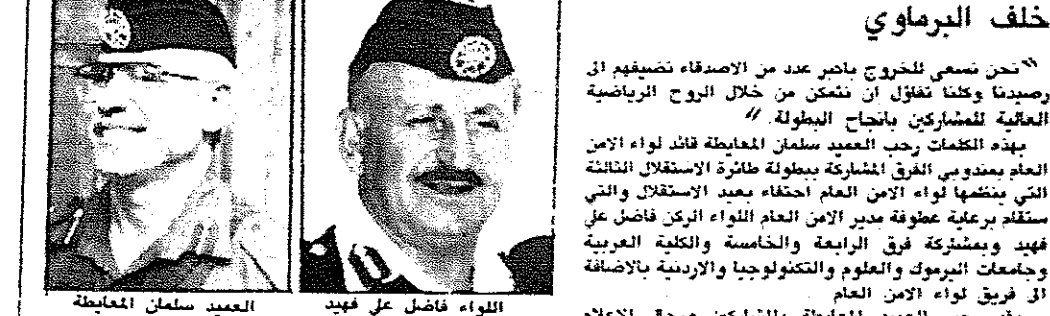 خلف البرماوي
"نحن نسعى للخروج باكبر عدد من الاصدقاء نضيفهم الى
رصيدنا وكلنا تفاؤل ان نتمكن من خلال الروح الرياضية
العالية للمشاركين بانجاح البطولة"
بهذه الكلمات رحب العميد سلمان المعايطة قائد لواء الامن
العام بمندوبي الفرق المشاركة ببطولة طائرة الاستقلال الثالثة
التي ينظمها لواء الامن العام احتفاء بعيد الاستقلال والتي
ستقام برعاية عطوفة مدير الامن العام اللواء الركن فاضل علي
فهيد وبمشتركة فرق الرابعة والخامسة والكلية العربية
وجامعات اليرموك والعلوم والتكنولوجيا والاردنية بالاضافة
الى فريق لواء الامن العام
اللواء فاضل علي فهيد
العميد سلمان المعايطة